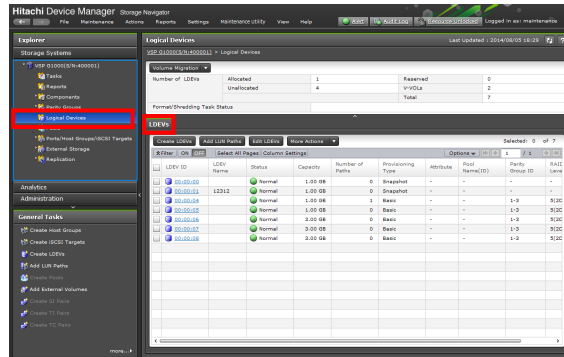 Hitachi Device Manager Storage Navigator
File Maintenance Actions Reports Settings Maintenance Utility View Help Alert Audit Log Resource Unlocked Logged in as: maintenance
Explorer
Storage Systems
VSP G1000(S/N:400001)
Tasks
Reports
Components
Parity Groups
Logical Devices
Ports/Host Groups/iSCSI Targets
External Storage
Replication
Analytics
Administration
General Tasks
Create Host Groups
Create iSCSI Targets
Create LDEVs
Add LUN Paths
Create Pools
Add External Volumes
Create SI Pairs
Create TI Pairs
Create TC Pairs
more...
Logical Devices Last Updated : 2014/08/05 18:29
VSP G1000(S/N:400001) > Logical Devices
Volume Migration
Number of LDEVs Allocated 1 Reserved 0
Unallocated 4 V-VOLs 2
Total 7
Format/Shredding Task Status
LDEVs
Create LDEVs Add LUN Paths Edit LDEVs More Actions Selected: 0 of 7
Filter ON OFF Select All Pages Column Settings Options 1 / 1
LDEV ID LDEV Name Status Capacity Number of Paths Provisioning Type Attribute Pool Name(ID) Parity Group ID RAID Leve
00:00:00 Normal 1.00 GB 0 Snapshot - - - -
00:00:01 12312 Normal 1.00 GB 0 Snapshot - - - -
00:00:04 Normal 1.00 GB 1 Basic - - 1-3 5(2D
00:00:05 Normal 1.00 GB 0 Basic - - 1-3 5(2D
00:00:06 Normal 3.00 GB 0 Basic - - 1-3 5(2D
00:00:07 Normal 3.00 GB 0 Basic - - 1-3 5(2D
00:00:08 Normal 3.00 GB 0 Basic - - 1-3 5(2D